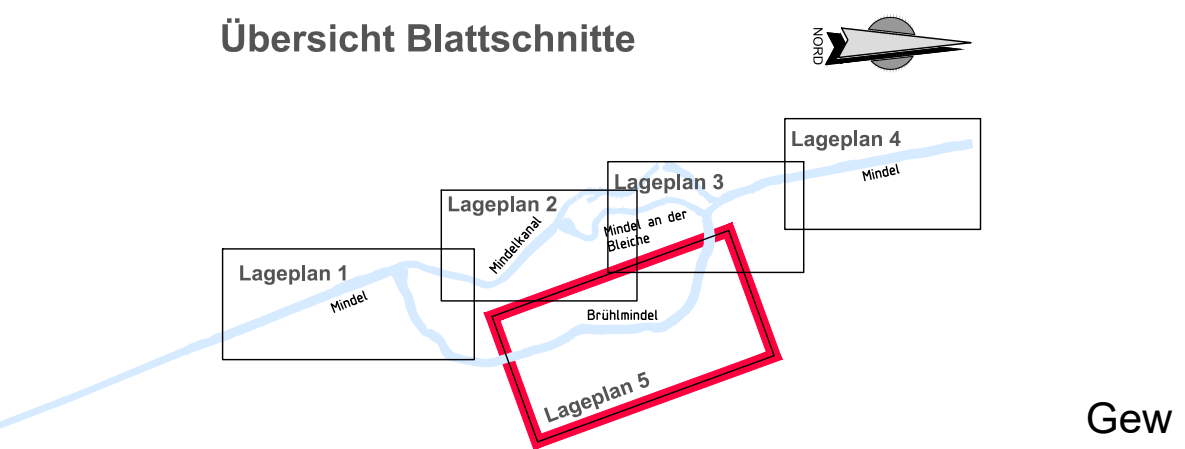 Übersicht Blattschnitte
NORD
Lageplan 4
Mindel
Lageplan 3
Lageplan 2
Mindel an der
Bleiche
Mindelkanal
Lageplan 1
Mindel
Brühlmindel
Lageplan 5
Gew